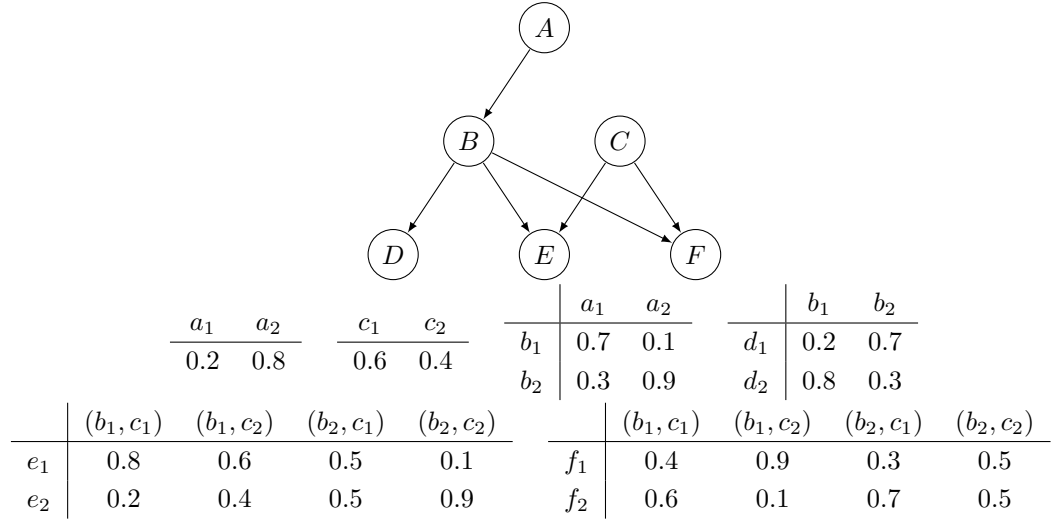 A
B C
D E F
a₁ a₂
0.2 0.8
c₁ c₂
0.6 0.4
a₁ a₂
b₁ 0.7 0.1
b₂ 0.3 0.9
b₁ b₂
d₁ 0.2 0.7
d₂ 0.8 0.3
(b₁, c₁) (b₁, c₂) (b₂, c₁) (b₂, c₂)
e₁ 0.8 0.6 0.5 0.1
e₂ 0.2 0.4 0.5 0.9
(b₁, c₁) (b₁, c₂) (b₂, c₁) (b₂, c₂)
f₁ 0.4 0.9 0.3 0.5
f₂ 0.6 0.1 0.7 0.5